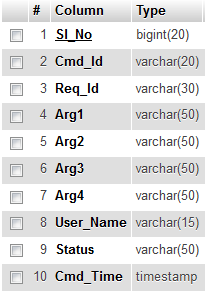 # Column Type
1 Sl_No bigint(20)
2 Cmd_Id varchar(20)
3 Req_Id varchar(30)
4 Arg1 varchar(50)
5 Arg2 varchar(50)
6 Arg3 varchar(50)
7 Arg4 varchar(50)
8 User_Name varchar(15)
9 Status varchar(50)
10 Cmd_Time timestamp